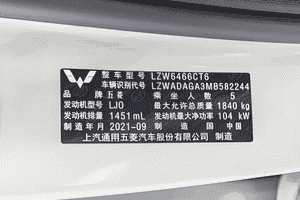 整车型号 LZW6466CT6
车辆识别代号 LZWADAGA3MB582244
品牌 五菱 乘坐人数 5
发动机型号 LJO 最大允许总质量 1840 kg
发动机排量 1451 mL 发动机最大净功率 104 kW
制造年月 2021-09 制造国 中国
上汽通用五菱汽车股份有限公司制造